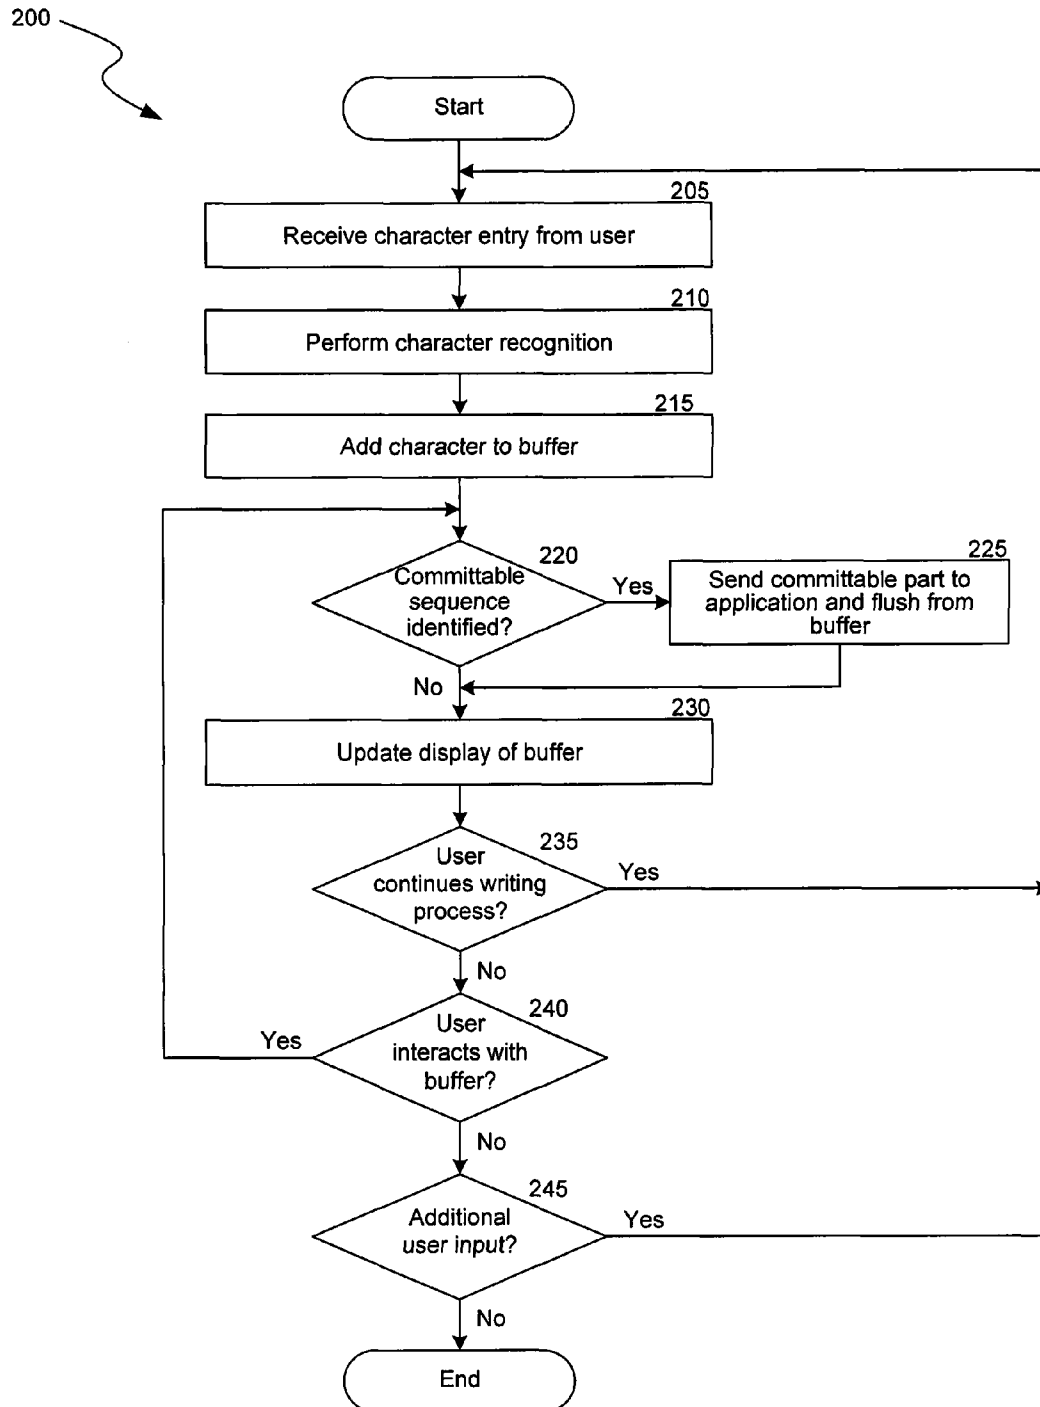 200
Start
205
Receive character entry from user
210
Perform character recognition
215
Add character to buffer
220
Committable
sequence
identified?
Yes
225
Send committable part to
application and flush from
buffer
No
230
Update display of buffer
235
User
continues writing
process?
Yes
No
240
User
interacts with
buffer?
Yes
No
245
Additional
user input?
Yes
No
End